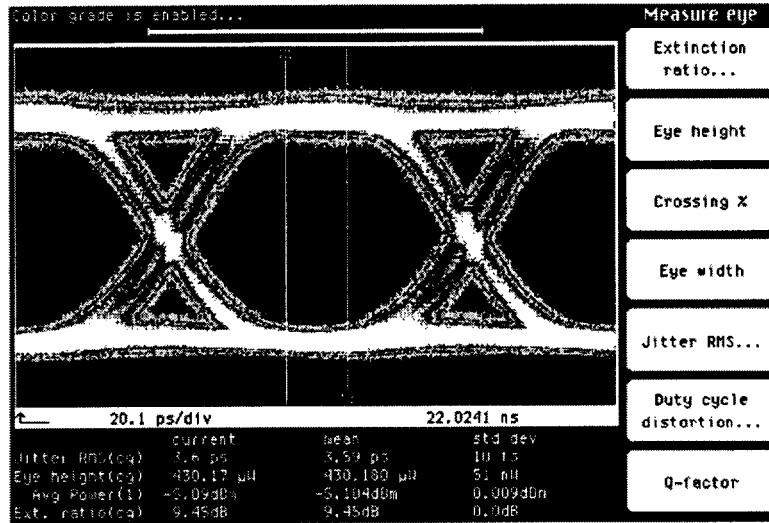 Color grade is enabled...
Measure eye
Extinction
ratio...
Eye height
Crossing %
Eye width
Jitter RMS...
Duty cycle
distortion...
Q-factor
20.1 ps/div 22.0241 ns
current mean std dev
Jitter RMS(cg) 3.6 ps 3.59 ps 10 fs
Eye height(cg) 430.17 µW 430.180 µW 51 nW
Avg Power(1) -5.09dBm -5.104dBm 0.009dBm
Ext. ratio(cg) 9.45dB 9.45dB 0.0dB